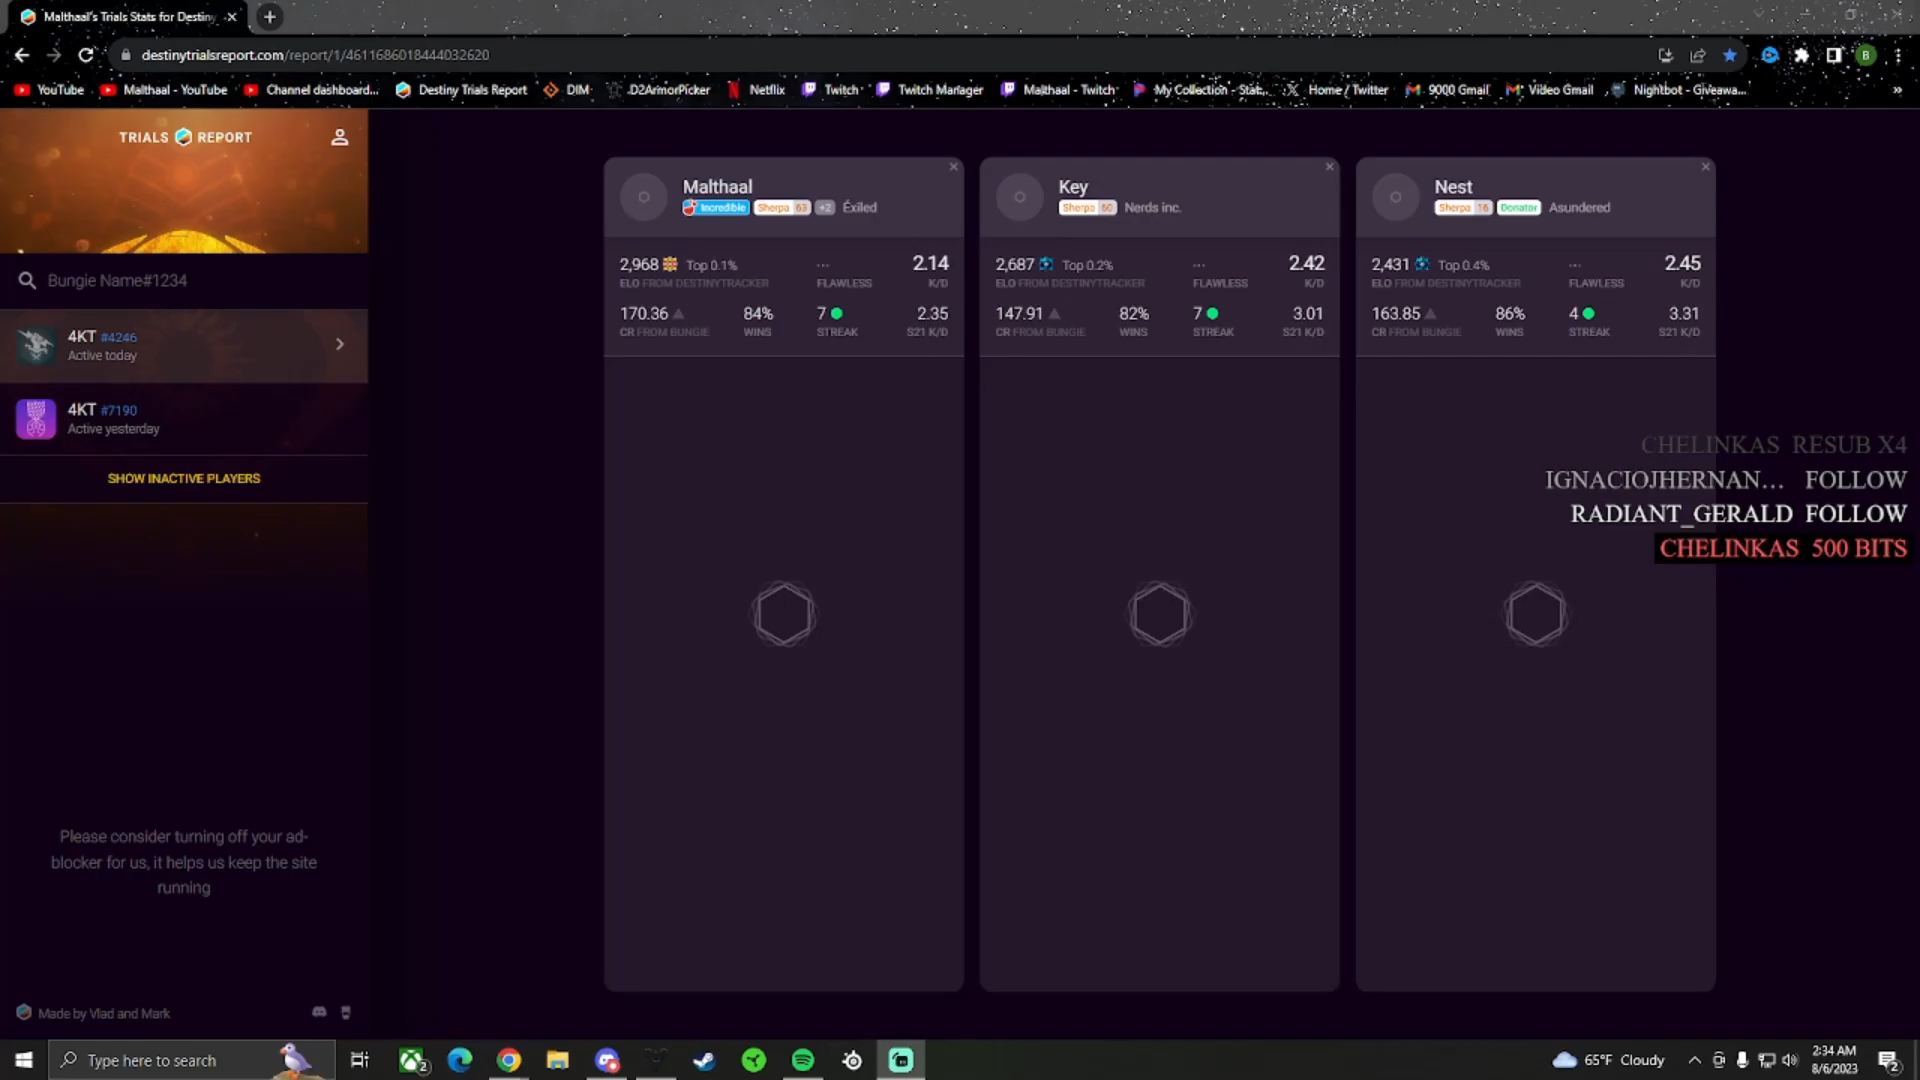 Malthaal's Trials Stats for Destiny
destinytrialsreport.com/report/1/4611686018444032620
YouTube Malthaal - YouTube Channel dashboard... Destiny Trials Report DIM D2ArmorPicker Netflix Twitch Twitch Manager Malthaal - Twitch My Collection - Stat... Home / Twitter 9000 Gmail Video Gmail Nightbot - Giveawa... »
TRIALS REPORT
Bungie Name#1234
4KT #4246
Active today
4KT #7190
Active yesterday
SHOW INACTIVE PLAYERS
Please consider turning off your ad-
blocker for us, it helps us keep the site
running
Made by Vlad and Mark
Malthaal
Incredible Sherpa 63 +2 Éxiled
2,968 Top 0.1% ... 2.14
ELO FROM DESTINYTRACKER FLAWLESS K/D
170.36 84% 7 2.35
CR FROM BUNGIE WINS STREAK S21 K/D
Key
Sherpa 60 Nerds inc.
2,687 Top 0.2% ... 2.42
ELO FROM DESTINYTRACKER FLAWLESS K/D
147.91 82% 7 3.01
CR FROM BUNGIE WINS STREAK S21 K/D
Nest
Sherpa 16 Donator Asundered
2,431 Top 0.4% ... 2.45
ELO FROM DESTINYTRACKER FLAWLESS K/D
163.85 86% 4 3.31
CR FROM BUNGIE WINS STREAK S21 K/D
CHELINKAS RESUB X4
IGNACIOJHERNAN... FOLLOW
RADIANT_GERALD FOLLOW
CHELINKAS 500 BITS
Type here to search
65°F Cloudy
2:34 AM
8/6/2023